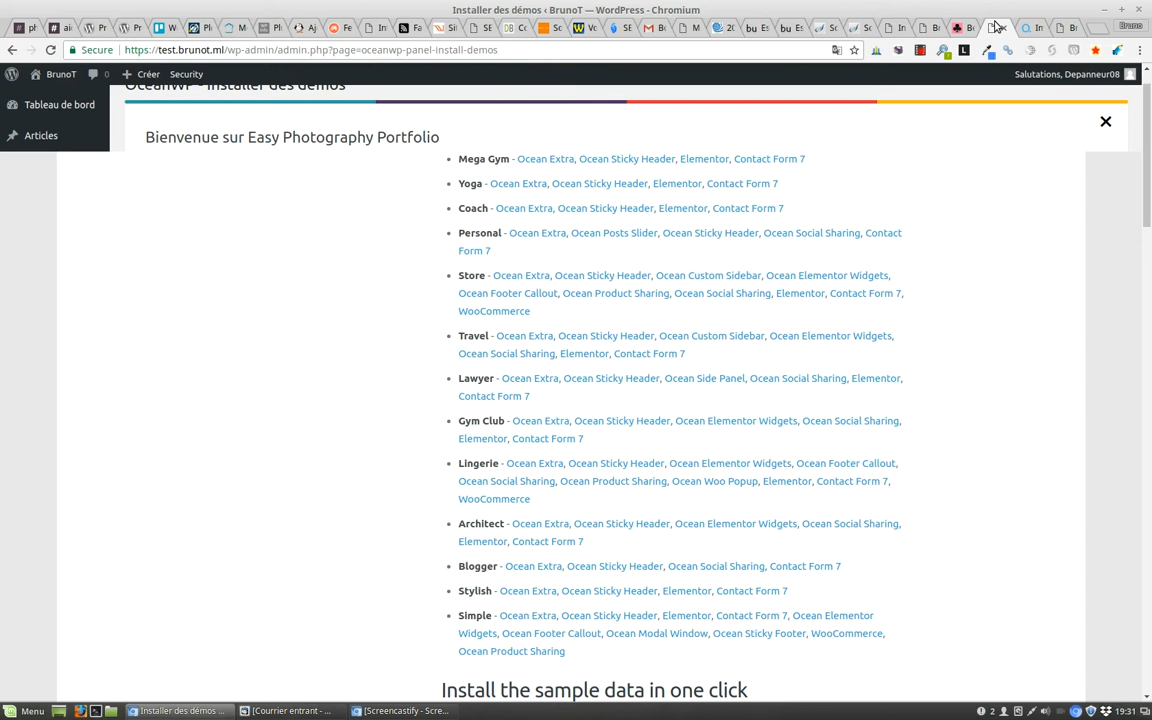 Installer des démos ‹ BrunoT — WordPress - Chromium
Bruno
Secure https://test.brunot.ml/wp-admin/admin.php?page=oceanwp-panel-install-demos
BrunoT 0 Créer Security Salutations, Depanneur08
OceanWP - Installer des démos
Tableau de bord
Articles
Bienvenue sur Easy Photography Portfolio
Mega Gym - Ocean Extra, Ocean Sticky Header, Elementor, Contact Form 7
Yoga - Ocean Extra, Ocean Sticky Header, Elementor, Contact Form 7
Coach - Ocean Extra, Ocean Sticky Header, Elementor, Contact Form 7
Personal - Ocean Extra, Ocean Posts Slider, Ocean Sticky Header, Ocean Social Sharing, Contact
Form 7
Store - Ocean Extra, Ocean Sticky Header, Ocean Custom Sidebar, Ocean Elementor Widgets,
Ocean Footer Callout, Ocean Product Sharing, Ocean Social Sharing, Elementor, Contact Form 7,
WooCommerce
Travel - Ocean Extra, Ocean Sticky Header, Ocean Custom Sidebar, Ocean Elementor Widgets,
Ocean Social Sharing, Elementor, Contact Form 7
Lawyer - Ocean Extra, Ocean Sticky Header, Ocean Side Panel, Ocean Social Sharing, Elementor,
Contact Form 7
Gym Club - Ocean Extra, Ocean Sticky Header, Ocean Elementor Widgets, Ocean Social Sharing,
Elementor, Contact Form 7
Lingerie - Ocean Extra, Ocean Sticky Header, Ocean Elementor Widgets, Ocean Footer Callout,
Ocean Social Sharing, Ocean Product Sharing, Ocean Woo Popup, Elementor, Contact Form 7,
WooCommerce
Architect - Ocean Extra, Ocean Sticky Header, Ocean Elementor Widgets, Ocean Social Sharing,
Elementor, Contact Form 7
Blogger - Ocean Extra, Ocean Sticky Header, Ocean Social Sharing, Contact Form 7
Stylish - Ocean Extra, Ocean Sticky Header, Elementor, Contact Form 7
Simple - Ocean Extra, Ocean Sticky Header, Elementor, Contact Form 7, Ocean Elementor
Widgets, Ocean Footer Callout, Ocean Modal Window, Ocean Sticky Footer, WooCommerce,
Ocean Product Sharing
Install the sample data in one click
Menu Installer des démos ... [Courrier entrant - ... [Screencastify - Scre... 2 19:31